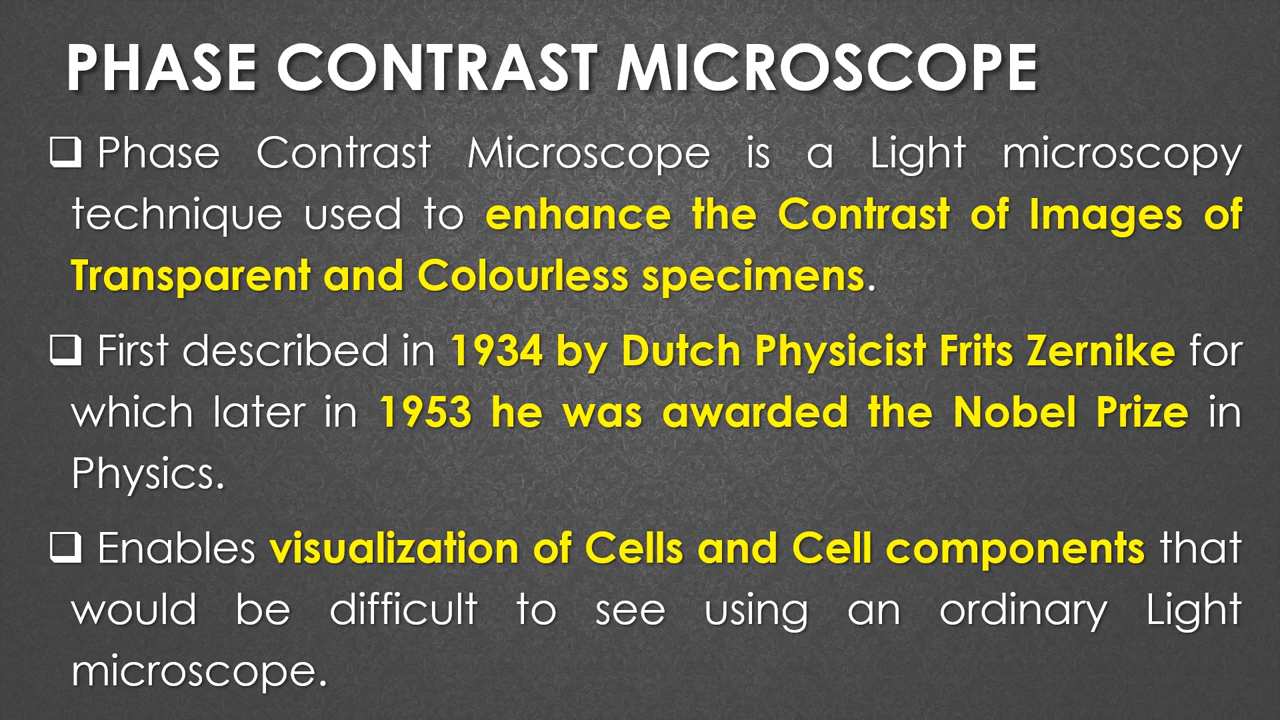 PHASE CONTRAST MICROSCOPE
❑ Phase Contrast Microscope is a Light microscopy
technique used to enhance the Contrast of Images of
Transparent and Colourless specimens.
❑ First described in 1934 by Dutch Physicist Frits Zernike for
which later in 1953 he was awarded the Nobel Prize in
Physics.
❑ Enables visualization of Cells and Cell components that
would be difficult to see using an ordinary Light
microscope.